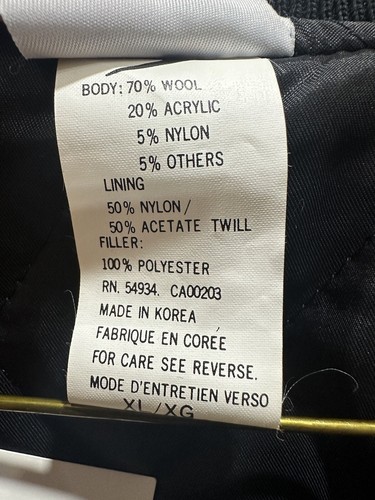 BODY: 70% WOOL
20% ACRYLIC
5% NYLON
5% OTHERS
LINING
50% NYLON /
50% ACETATE TWILL
FILLER:
100% POLYESTER
RN. 54934. CA00203
MADE IN KOREA
FABRIQUE EN CORÉE
FOR CARE SEE REVERSE.
MODE D'ENTRETIEN VERSO
XL/XG